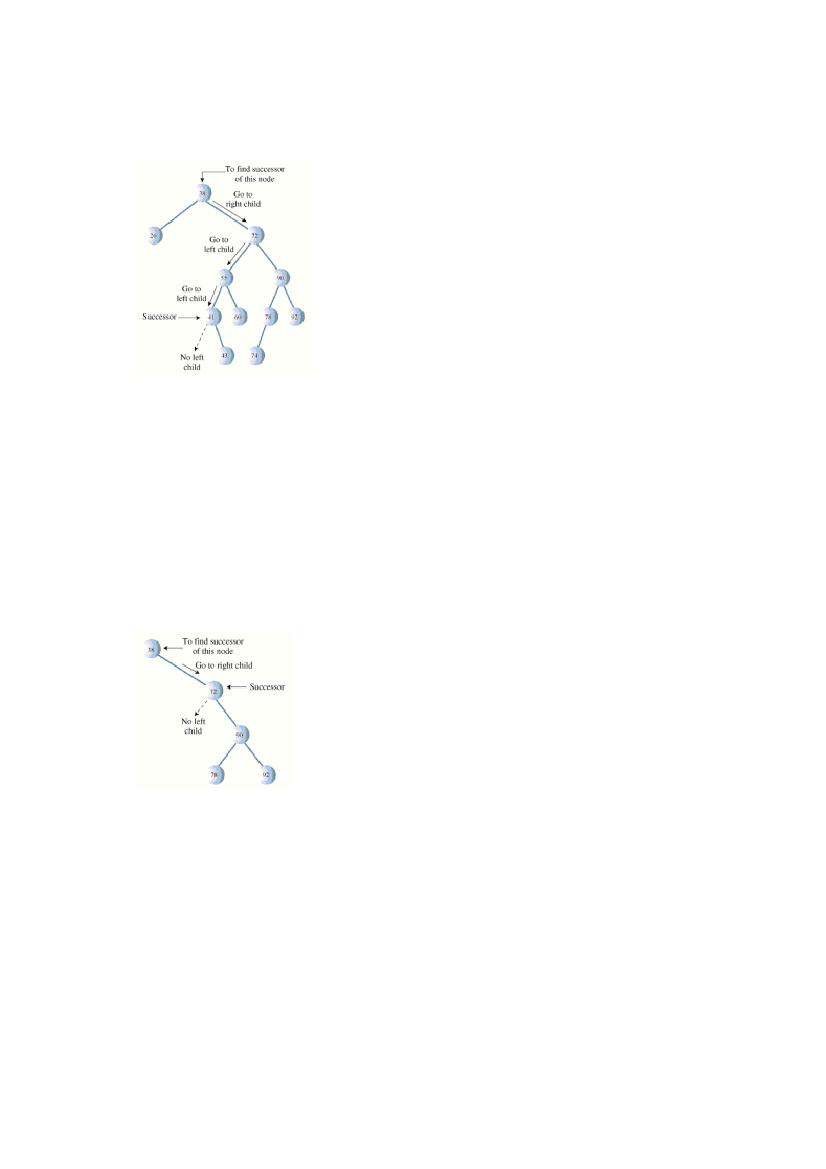 To find successor
of this node
38
Go to
right child
26
72
Go to
left child
90
Go to
left child
Successor
41
60
78
92
No left
child
43
74
38
To find successor
of this node
Go to right child
72
Successor
No left
child
90
78
92